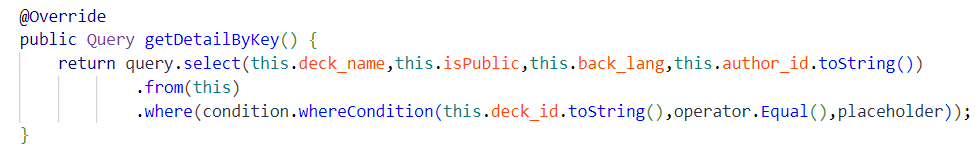 @Override
public Query getDetailByKey() {
return query.select(this.deck_name,this.isPublic,this.back_lang,this.author_id.toString())
.from(this)
.where(condition.whereCondition(this.deck_id.toString(),operator.Equal(),placeholder));
}